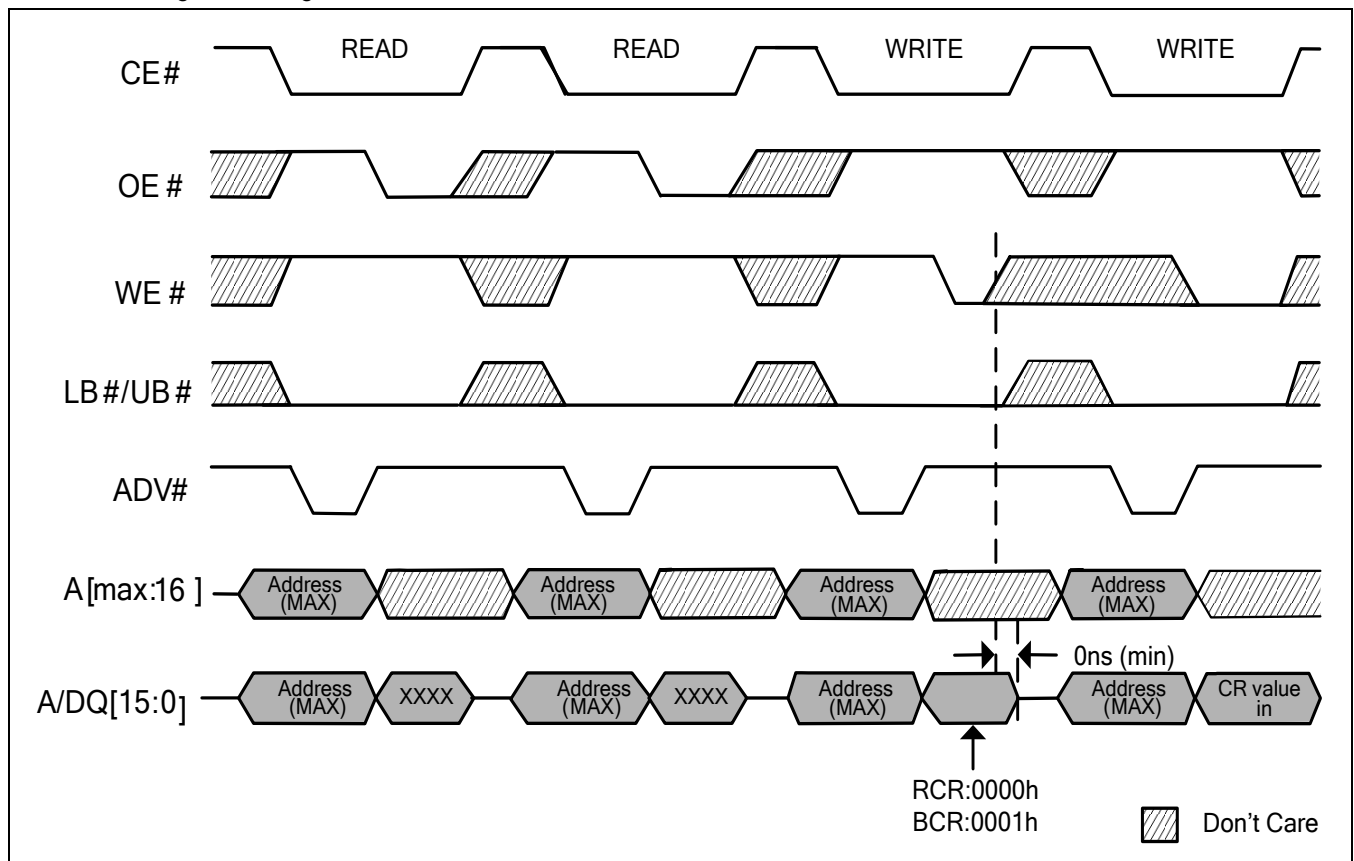 READ READ WRITE WRITE
CE#
OE #
WE #
LB #/UB #
ADV#
A[max:16 ] Address (MAX) Address (MAX) Address (MAX) Address (MAX)
0ns (min)
A/DQ[15:0] Address (MAX) XXXX Address (MAX) XXXX Address (MAX) Address (MAX) CR value in
RCR:0000h
BCR:0001h
Don't Care